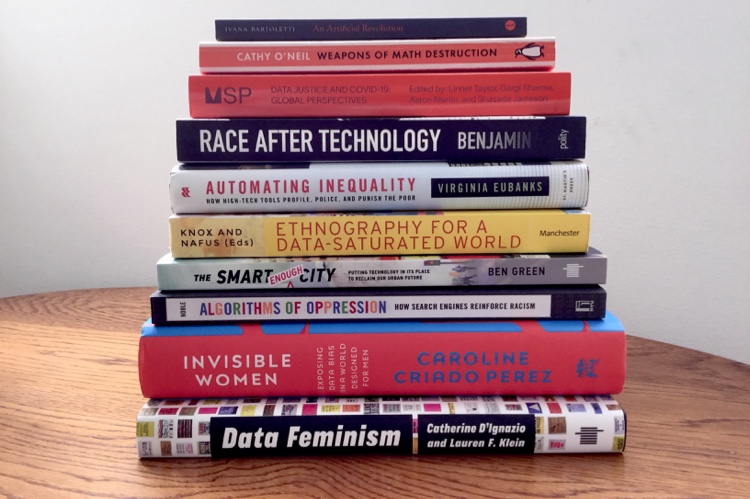 IVANA BARTOLETTI An Artificial Revolution
CATHY O'NEIL WEAPONS OF MATH DESTRUCTION
MSP DATA JUSTICE AND COVID-19:
GLOBAL PERSPECTIVES
Edited by: Linnet Taylor, Gargi Sharma,
Aaron Martin, and Shazade Jameson
RACE AFTER TECHNOLOGY BENJAMIN polity
AUTOMATING INEQUALITY VIRGINIA EUBANKS
HOW HIGH-TECH TOOLS PROFILE, POLICE, AND PUNISH THE POOR
ST. MARTIN'S
PRESS
KNOX AND
NAFUS (Eds)
ETHNOGRAPHY FOR A
DATA-SATURATED WORLD
Manchester
THE SMART ENOUGH CITY
PUTTING TECHNOLOGY IN ITS PLACE
TO RECLAIM OUR URBAN FUTURE
BEN GREEN
NOBLE ALGORITHMS OF OPPRESSION HOW SEARCH ENGINES REINFORCE RACISM
INVISIBLE
WOMEN
EXPOSING
DATA BIAS
IN A WORLD
DESIGNED
FOR MEN
CAROLINE
CRIADO PEREZ
Data Feminism
Catherine D'Ignazio
and Lauren F. Klein